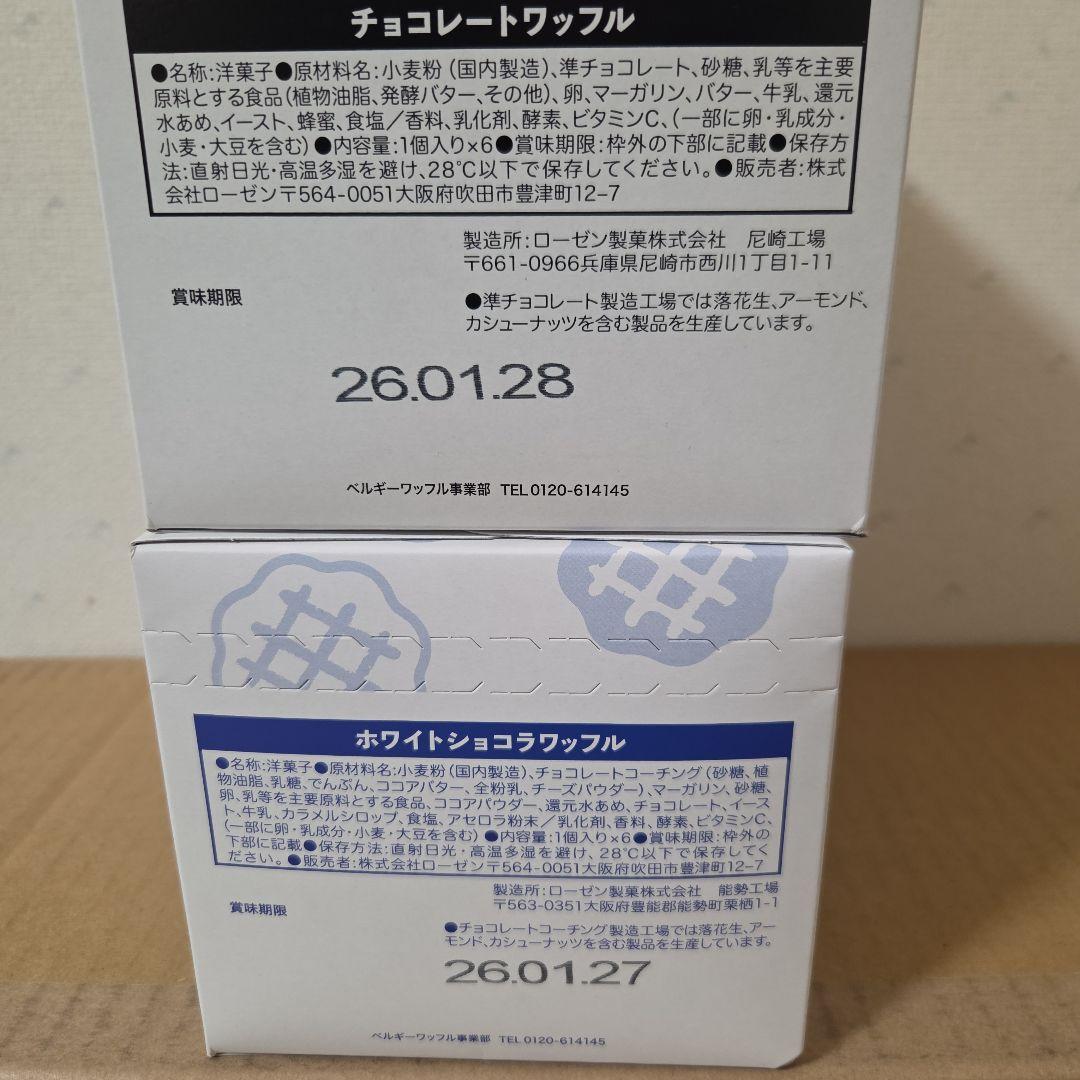 チョコレートワッフル
●名称:洋菓子●原材料名:小麦粉(国内製造)、準チョコレート、砂糖、乳等を主要
原料とする食品(植物油脂、発酵バター、その他)、卵、マーガリン、バター、牛乳、還元
水あめ、イースト、蜂蜜、食塩/香料、乳化剤、酵素、ビタミンC、(一部に卵・乳成分・
小麦・大豆を含む)●内容量:1個入り×6●賞味期限:枠外の下部に記載●保存方
法:直射日光・高温多湿を避け、28℃以下で保存してください。●販売者:株式
会社ローゼン〒564-0051大阪府吹田市豊津町12-7
製造所:ローゼン製菓株式会社 尼崎工場
〒661-0966兵庫県尼崎市西川1丁目1-11
賞味期限
●準チョコレート製造工場では落花生、アーモンド、
カシューナッツを含む製品を生産しています。
26.01.28
ベルギーワッフル事業部 TEL0120-614145
ホワイトショコラワッフル
●名称:洋菓子●原材料名:小麦粉(国内製造)、チョコレートコーチング(砂糖、植
物油脂、乳糖、でんぷん、ココアバター、全粉乳、チーズパウダー)、マーガリン、砂糖、
卵、乳等を主要原料とする食品、ココアパウダー、還元水あめ、チョコレート、イース
ト、牛乳、カラメルシロップ、食塩、アセロラ粉末/乳化剤、香料、酵素、ビタミンC、
(一部に卵・乳成分・小麦・大豆を含む)●内容量:1個入り×6●賞味期限:枠外の
下部に記載●保存方法:直射日光・高温多湿を避け、28℃以下で保存してく
ださい。●販売者:株式会社ローゼン〒564-0051大阪府吹田市豊津町12-7
製造所:ローゼン製菓株式会社 能勢工場
〒563-0351大阪府豊能郡能勢町栗栖1-1
賞味期限
●チョコレートコーチング製造工場では落花生、アー
モンド、カシューナッツを含む製品を生産しています。
26.01.27
ベルギーワッフル事業部 TEL0120-614145